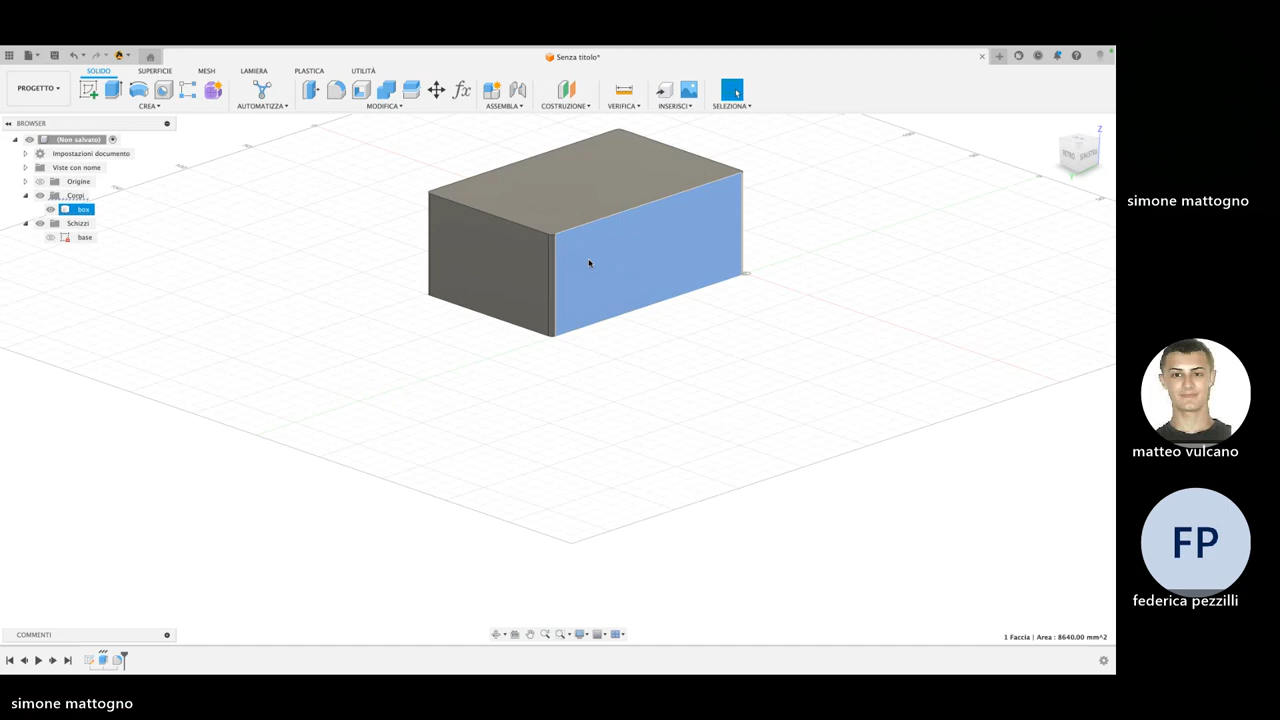 Senza titolo*
SOLIDO SUPERFICIE MESH LAMIERA PLASTICA UTILITÀ
PROGETTO
CREA AUTOMATIZZA MODIFICA ASSEMBLA COSTRUZIONE VERIFICA INSERISCI SELEZIONA
BROWSER
(Non salvato)
Impostazioni documento
Viste con nome
Origine
Corpi
box
Schizzi
base
Z
RETRO SINISTRA
simone mattogno
matteo vulcano
FP
federica pezzilli
COMMENTI
1 Faccia | Area : 8640.00 mm^2
simone mattogno